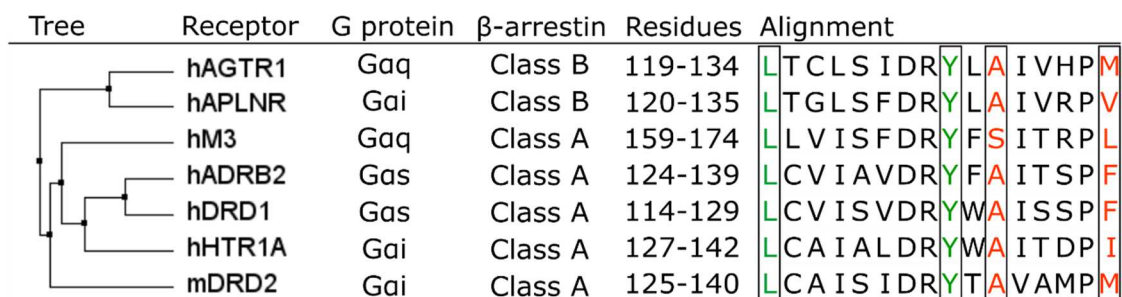 Tree Receptor G protein β-arrestin Residues Alignment
hAGTR1 Gαq Class B 119-134 LTCLSIDRYLAIVHPM
hAPLNR Gαi Class B 120-135 LTGLSFDRYLAIVRPV
hM3 Gαq Class A 159-174 LLVISFDRYFSITRPL
hADRB2 Gαs Class A 124-139 LCVIAVDRYFAITSPF
hDRD1 Gαs Class A 114-129 LCVISVDRYWAISSPF
hHTR1A Gαi Class A 127-142 LCAIALDRYWAITDPI
mDRD2 Gαi Class A 125-140 LCAISIDRYTAVAMPM